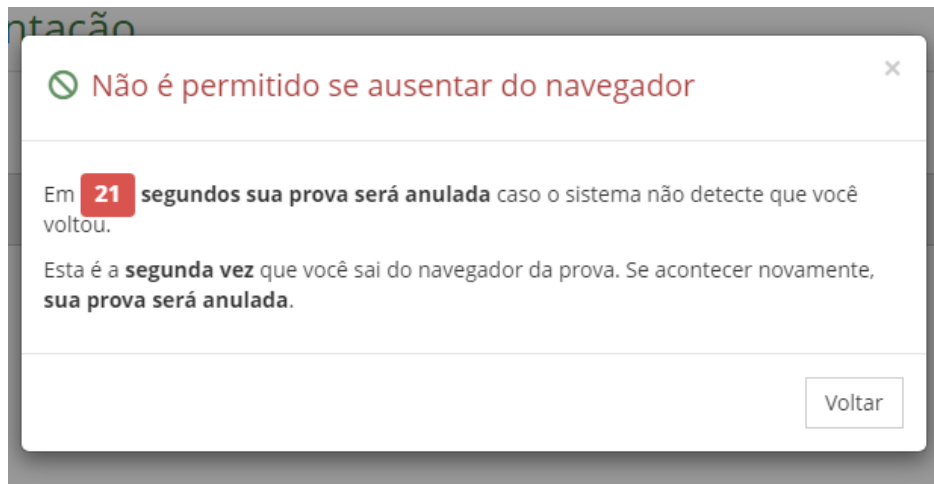 ntação
Não é permitido se ausentar do navegador
×
Em 21 segundos sua prova será anulada caso o sistema não detecte que você
voltou.
Esta é a segunda vez que você sai do navegador da prova. Se acontecer novamente,
sua prova será anulada.
Voltar